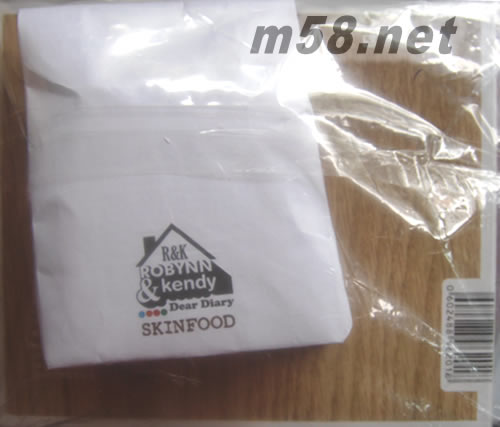 m58.net
R&K
ROBYNN
& kendy
Dear Diary
SKINFOOD